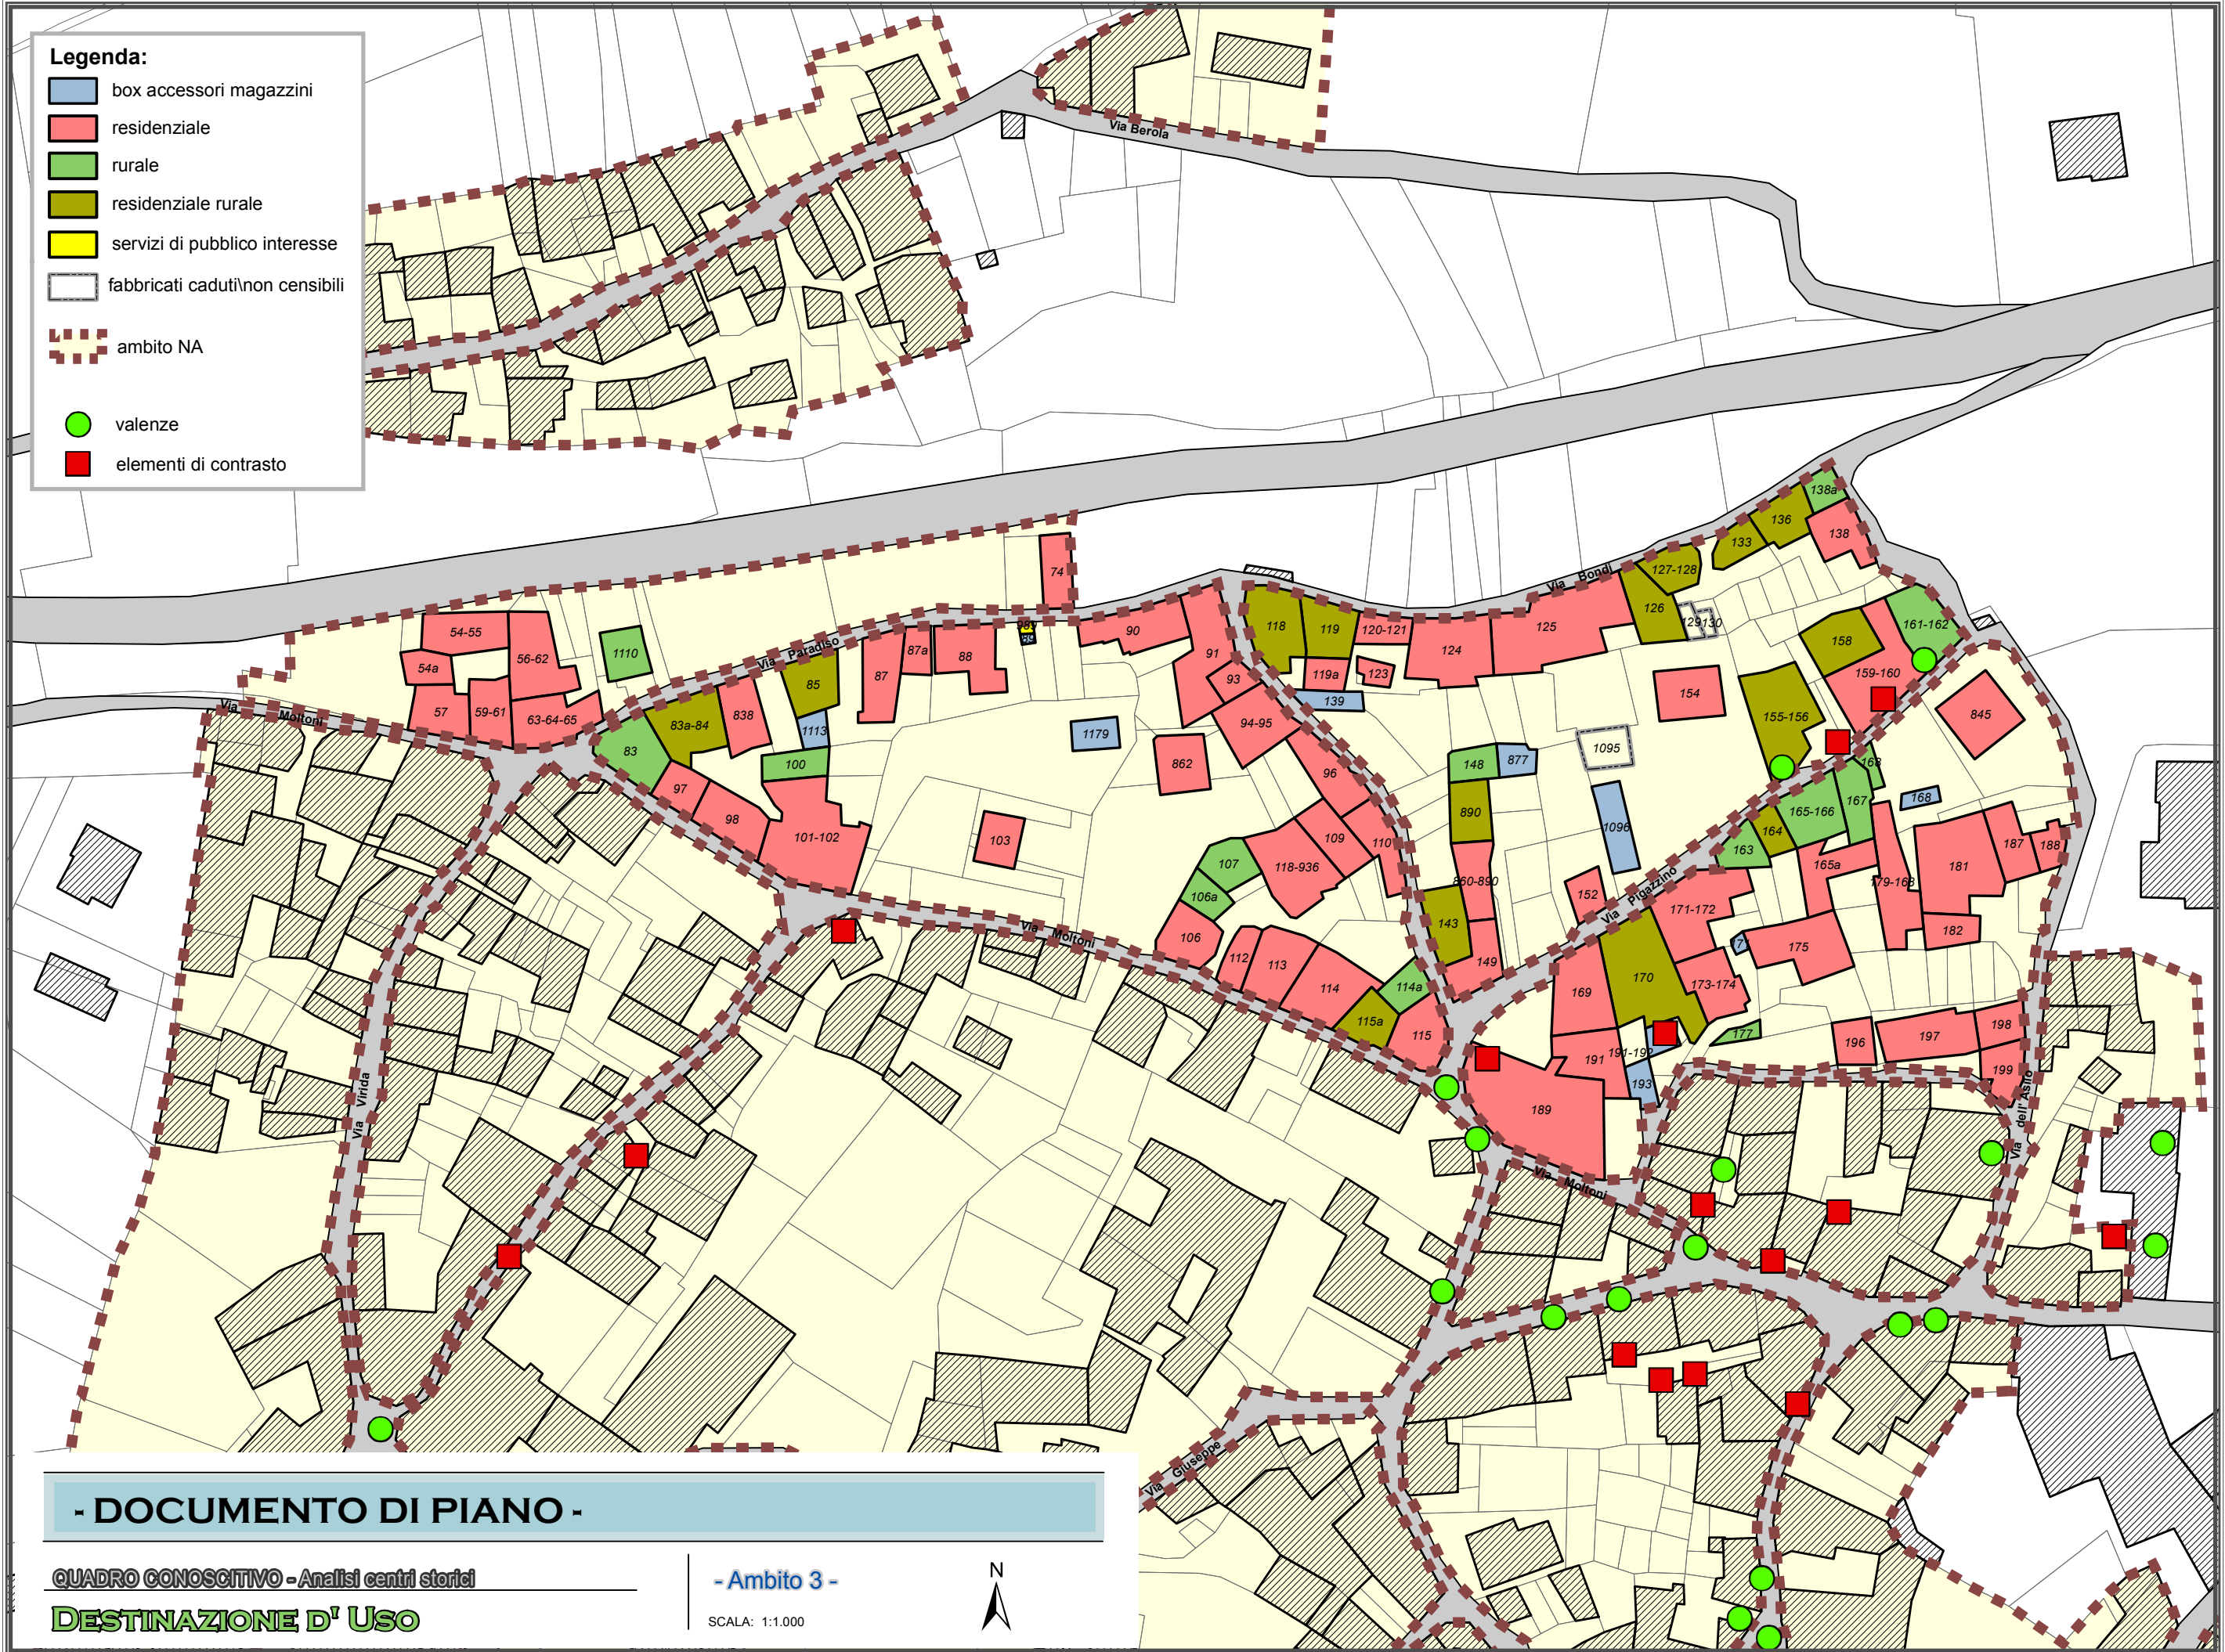 Legenda:
box accessori magazzini
residenziale
rurale
residenziale rurale
servizi di pubblico interesse
fabbricati caduti\non censibili
ambito NA
valenze
elementi di contrasto
Via Berola
138a
136
138
133
Via Bondi
127-128
74
126
129
130
161-162
54-55
90
118
119
120-121
125
158
1110
Via Paradiso
87a
88
124
54a
56-62
91
87
119a
123
159-160
93
85
154
57
59-61
63-64-65
139
845
Via Moltoni
83a-84
838
94-95
155-156
83
1113
1179
1095
100
862
148
877
96
97
168
167
98
890
1096
165-166
101-102
103
109
110
164
163
107
118-936
165a
181
187
188
860-890
179-168
106a
152
Via Pigazzino
171-172
143
106
182
Via Moltoni
175
112
113
149
114
114a
169
170
173-174
115a
115
177
198
196
197
191
191-192
199
193
189
Via Virida
Via dell' Asilo
Via Moltoni
Via Giuseppe
- DOCUMENTO DI PIANO -
QUADRO CONOSCITIVO - Analisi centri storici
DESTINAZIONE D' USO
- Ambito 3 -
SCALA: 1:1.000
N